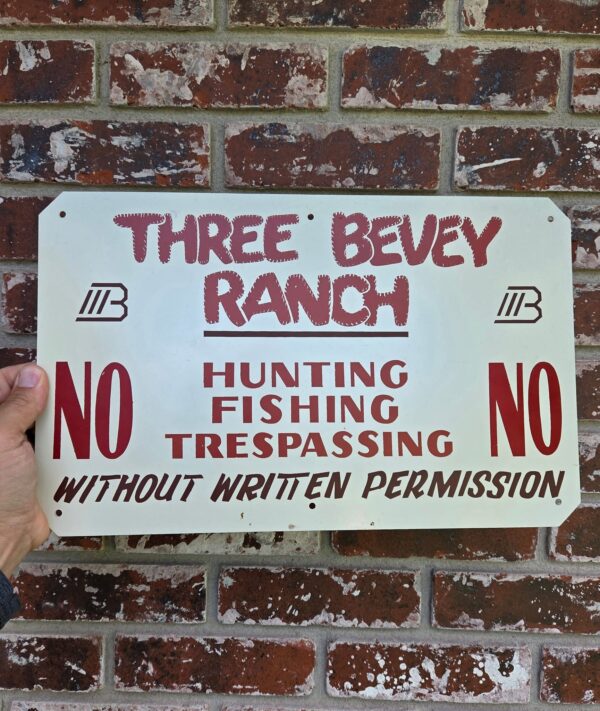 THREE BEVEY
RANCH
NO HUNTING NO
FISHING
TRESPASSING
WITHOUT WRITTEN PERMISSION